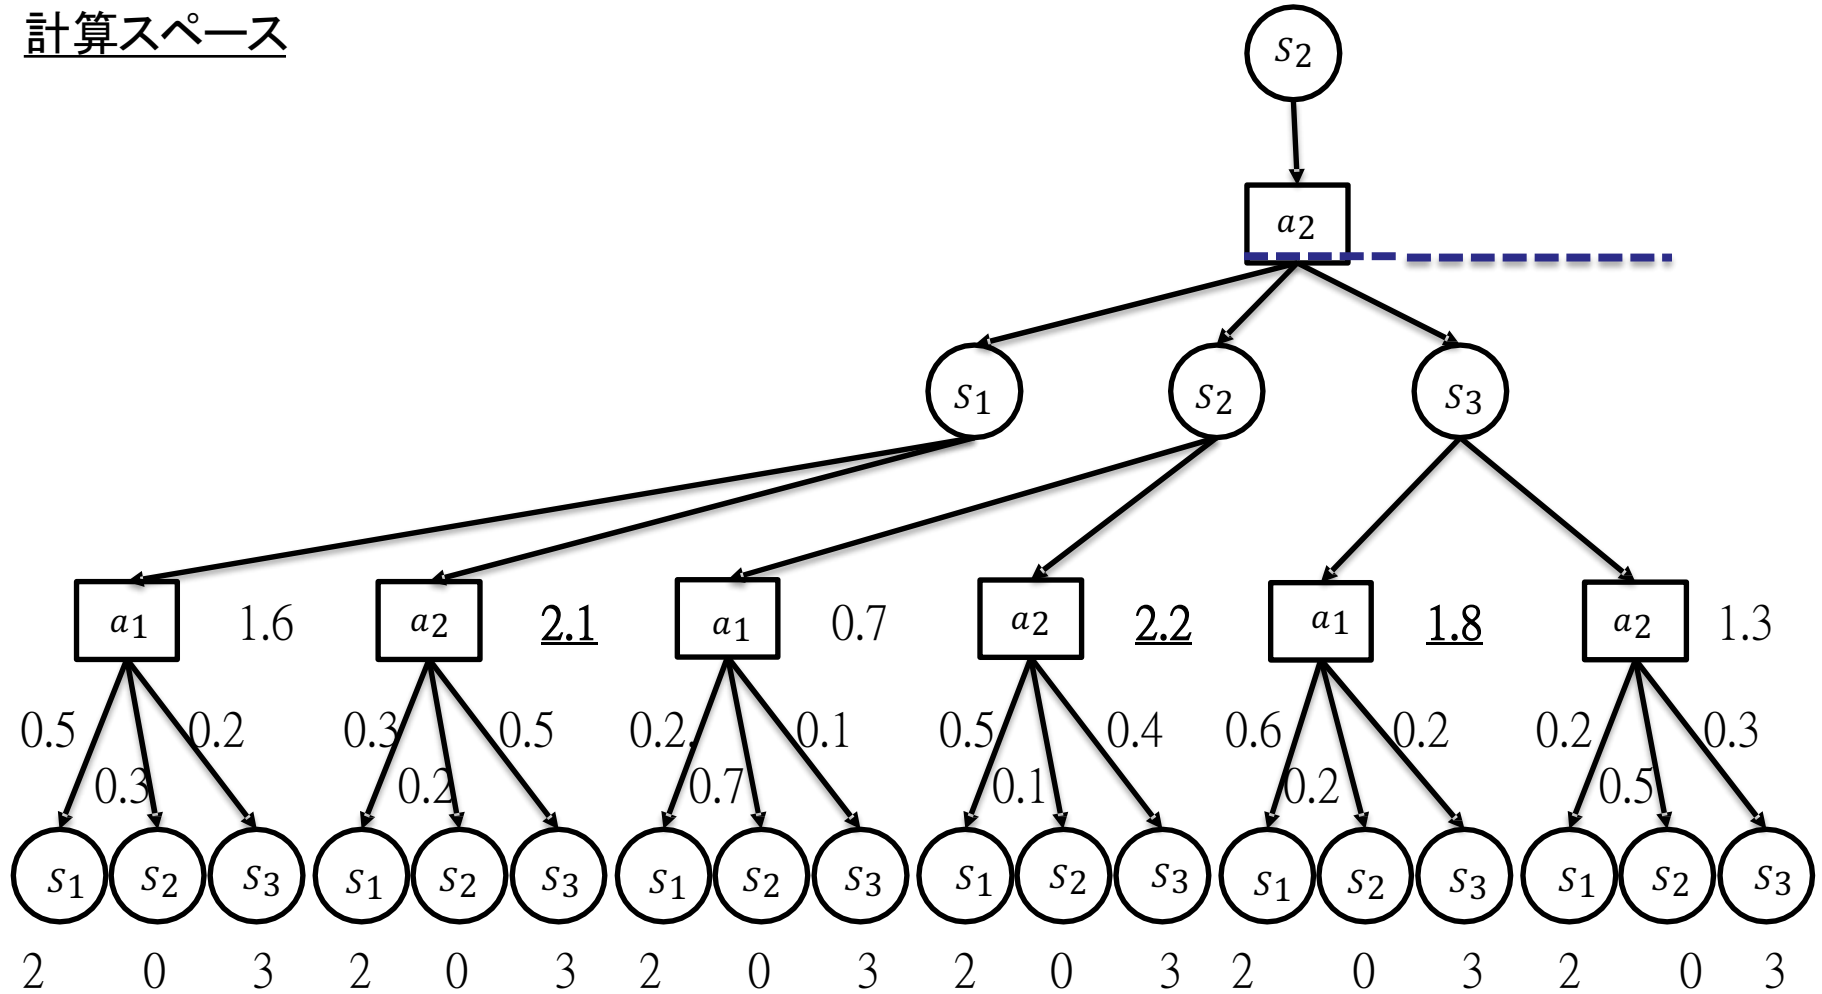 計算スペース
s2
a2
s1 s2 s3
a1 1.6 a2 2.1 a1 0.7 a2 2.2 a1 1.8 a2 1.3
0.5 0.2 0.3 0.5 0.2. 0.1 0.5 0.4 0.6 0.2 0.2 0.3
0.3 0.2 0.7 0.1 0.2 0.5
s1 s2 s3 s1 s2 s3 s1 s2 s3 s1 s2 s3 s1 s2 s3 s1 s2 s3
2 0 3 2 0 3 2 0 3 2 0 3 2 0 3 2 0 3